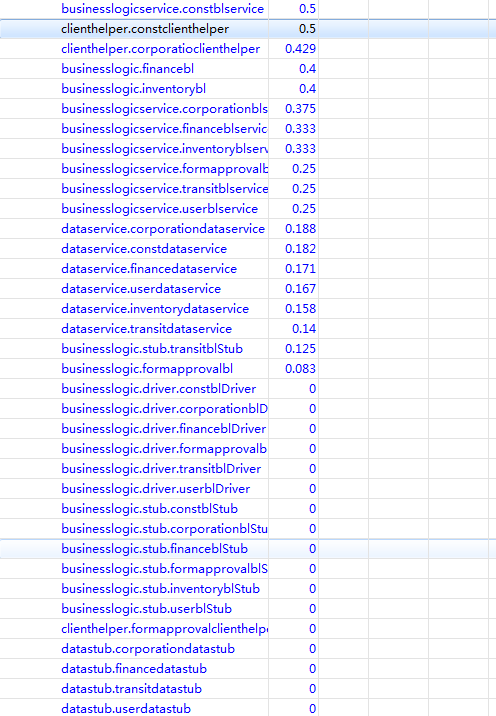 businesslogicservice.constblservice 0.5
clienthelper.constclienthelper 0.5
clienthelper.corporatioclienthelper 0.429
businesslogic.financebl 0.4
businesslogic.inventorybl 0.4
businesslogicservice.corporationbls 0.375
businesslogicservice.financeblservic 0.333
businesslogicservice.inventoryblserv 0.333
businesslogicservice.formapprovalb 0.25
businesslogicservice.transitblservice 0.25
businesslogicservice.userblservice 0.25
dataservice.corporationdataservice 0.188
dataservice.constdataservice 0.182
dataservice.financedataservice 0.171
dataservice.userdataservice 0.167
dataservice.inventorydataservice 0.158
dataservice.transitdataservice 0.14
businesslogic.stub.transitblStub 0.125
businesslogic.formapprovalbl 0.083
businesslogic.driver.constblDriver 0
businesslogic.driver.corporationblD 0
businesslogic.driver.financeblDriver 0
businesslogic.driver.formapprovalb 0
businesslogic.driver.transitblDriver 0
businesslogic.driver.userblDriver 0
businesslogic.stub.constblStub 0
businesslogic.stub.corporationblStu 0
businesslogic.stub.financeblStub 0
businesslogic.stub.formapprovalblS 0
businesslogic.stub.inventoryblStub 0
businesslogic.stub.userblStub 0
clienthelper.formapprovalclienthelpe 0
datastub.corporationdatastub 0
datastub.financedatastub 0
datastub.transitdatastub 0
datastub.userdatastub 0